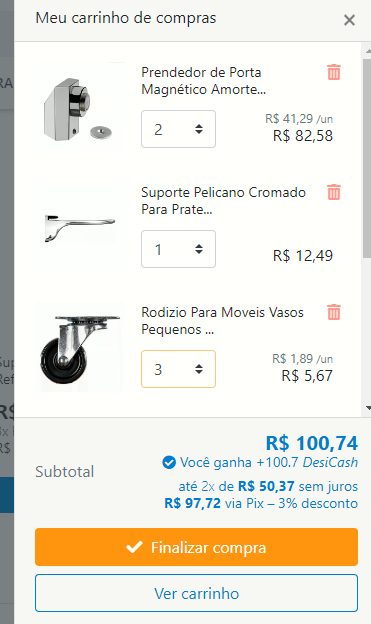 Meu carrinho de compras
×
Prendedor de Porta
Magnético Amorte...
2
R$ 41,29 /un
R$ 82,58
Suporte Pelicano Cromado
Para Prate...
1
R$ 12,49
Rodizio Para Moveis Vasos
Pequenos ...
3
R$ 1,89 /un
R$ 5,67
Subtotal
R$ 100,74
Você ganha +100.7 DesiCash
até 2x de R$ 50,37 sem juros
R$ 97,72 via Pix – 3% desconto
Finalizar compra
Ver carrinho